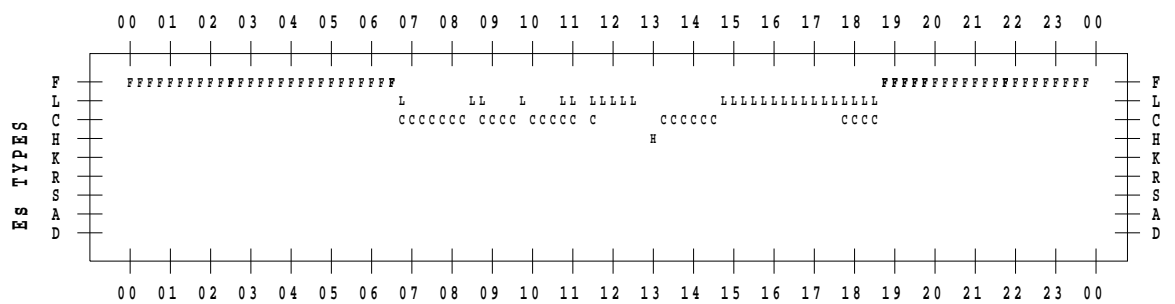 00 01 02 03 04 05 06 07 08 09 10 11 12 13 14 15 16 17 18 19 20 21 22 23 00
F FFFFFFFFFFFFFFFFFFFFFFFFFFF FFFFFFFFFFFFFFFFFFFFF F
L L LL L LL LLLLL LLLLLLLLLLLLLLLL L
C CCCCCCC CCCC CCCCC C CCCCCC CCCC C
H H H
K K
R R
S S
A A
D D
Es TYPES
00 01 02 03 04 05 06 07 08 09 10 11 12 13 14 15 16 17 18 19 20 21 22 23 00